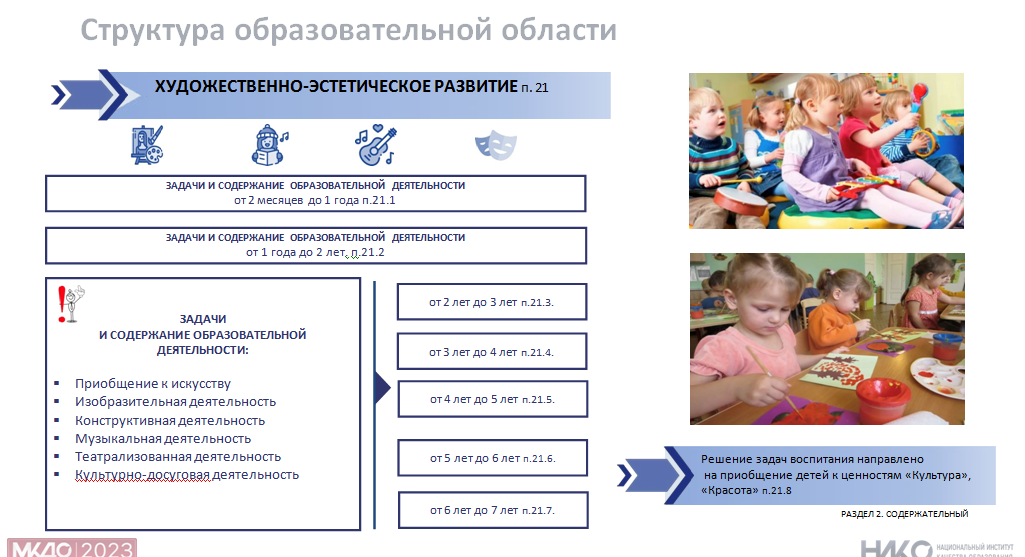 Структура образовательной области
ХУДОЖЕСТВЕННО-ЭСТЕТИЧЕСКОЕ РАЗВИТИЕ п. 21
ЗАДАЧИ И СОДЕРЖАНИЕ ОБРАЗОВАТЕЛЬНОЙ ДЕЯТЕЛЬНОСТИ
от 2 месяцев до 1 года п.21.1
ЗАДАЧИ И СОДЕРЖАНИЕ ОБРАЗОВАТЕЛЬНОЙ ДЕЯТЕЛЬНОСТИ
от 1 года до 2 лет, п.21.2
ЗАДАЧИ
И СОДЕРЖАНИЕ ОБРАЗОВАТЕЛЬНОЙ
ДЕЯТЕЛЬНОСТИ:
Приобщение к искусству
Изобразительная деятельность
Конструктивная деятельность
Музыкальная деятельность
Театрализованная деятельность
Культурно-досуговая деятельность
от 2 лет до 3 лет п.21.3.
от 3 лет до 4 лет п.21.4.
от 4 лет до 5 лет п.21.5.
от 5 лет до 6 лет п.21.6.
от 6 лет до 7 лет п.21.7.
Решение задач воспитания направлено
на приобщение детей к ценностям «Культура»,
«Красота» п.21.8
РАЗДЕЛ 2. СОДЕРЖАТЕЛЬНЫЙ
МКДО 2023
НИКО НАЦИОНАЛЬНЫЙ ИНСТИТУТ
КАЧЕСТВА ОБРАЗОВАНИЯ